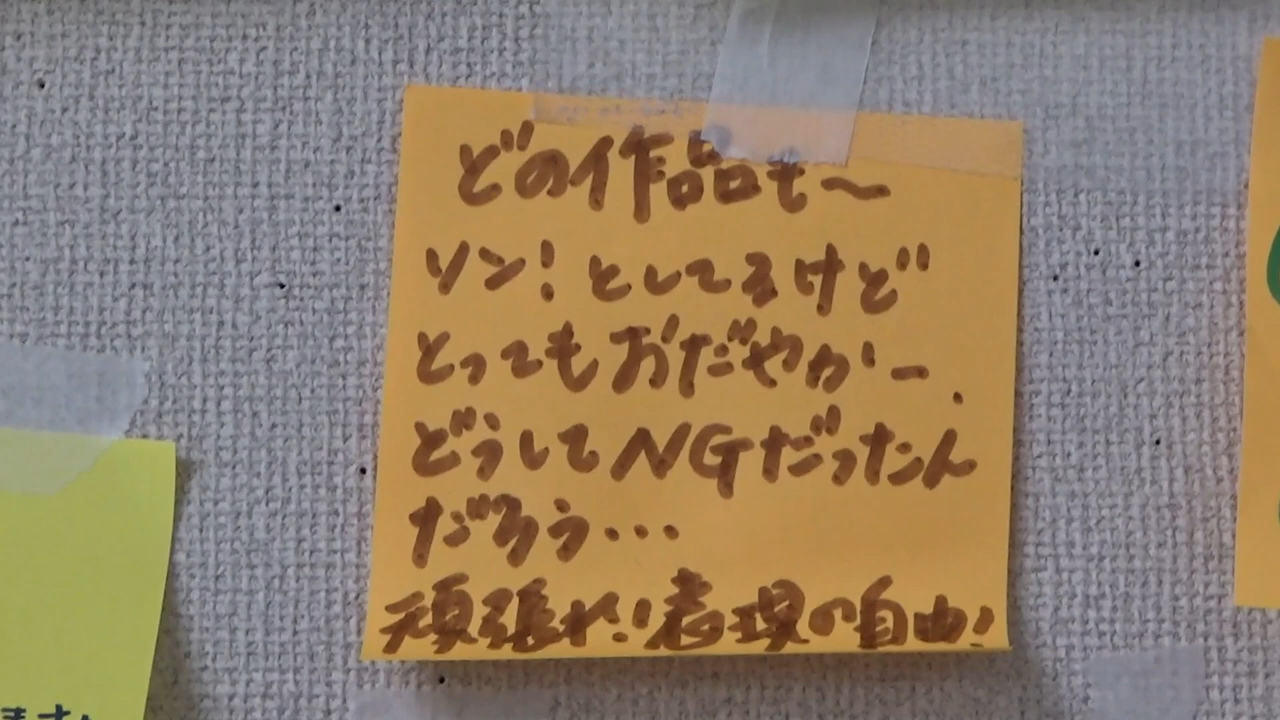 どの作品も〜
ソン!としてるけど
とってもおだやかー.
どうしてNGだったん
だろう…
頑張れ!表現の自由!